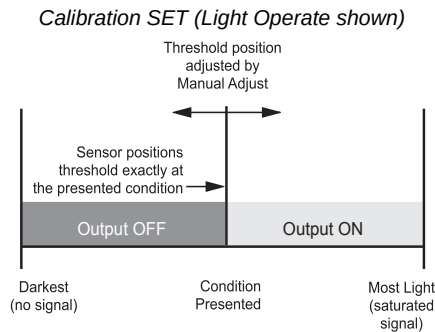 Calibration SET (Light Operate shown)
Threshold position
adjusted by
Manual Adjust
Sensor positions
threshold exactly at
the presented condition
Output OFF
Output ON
Darkest
(no signal)
Condition
Presented
Most Light
(saturated
signal)